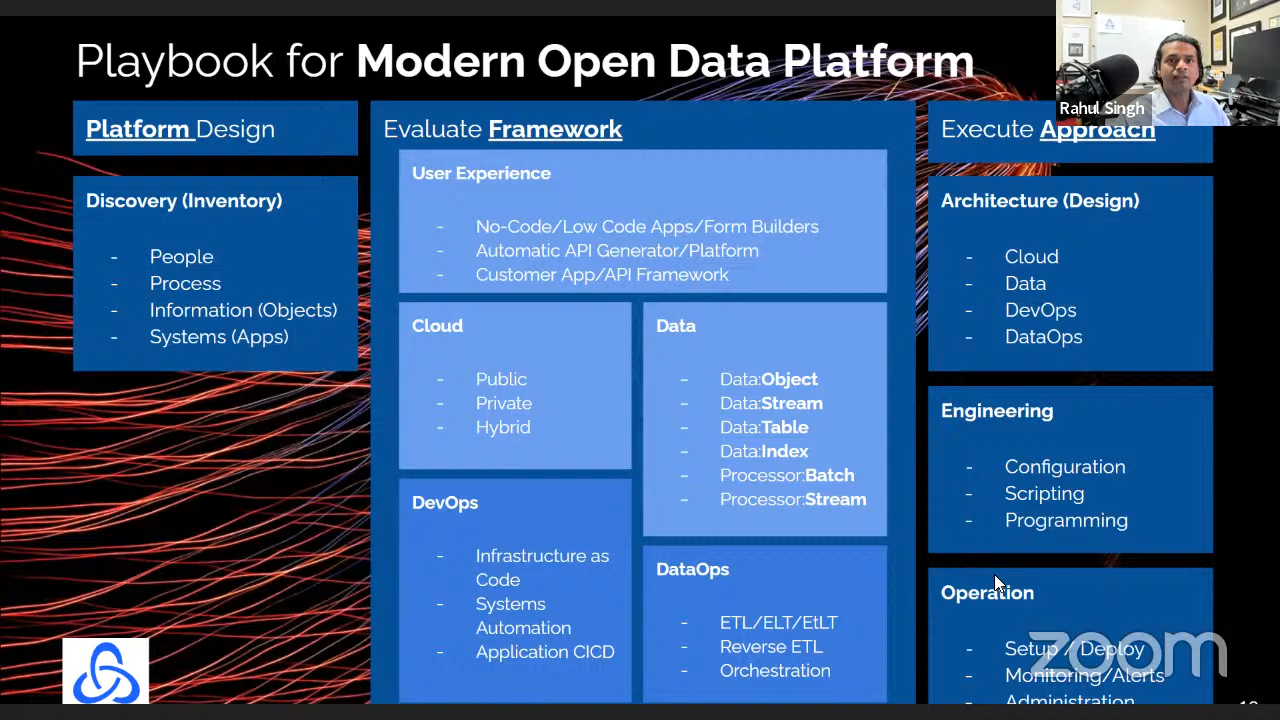 Playbook for Modern Open Data Platform
Rahul Singh
Platform Design
Discovery (Inventory)
- People
- Process
- Information (Objects)
- Systems (Apps)
Evaluate Framework
User Experience
- No-Code/Low Code Apps/Form Builders
- Automatic API Generator/Platform
- Customer App/API Framework
Cloud
- Public
- Private
- Hybrid
Data
- Data:Object
- Data:Stream
- Data:Table
- Data:Index
- Processor:Batch
- Processor:Stream
DevOps
- Infrastructure as
Code
- Systems
Automation
- Application CICD
DataOps
- ETL/ELT/EtLT
- Reverse ETL
- Orchestration
Execute Approach
Architecture (Design)
- Cloud
- Data
- DevOps
- DataOps
Engineering
- Configuration
- Scripting
- Programming
Operation
- Setup / Deploy
- Monitoring/Alerts
- Administration
zoom